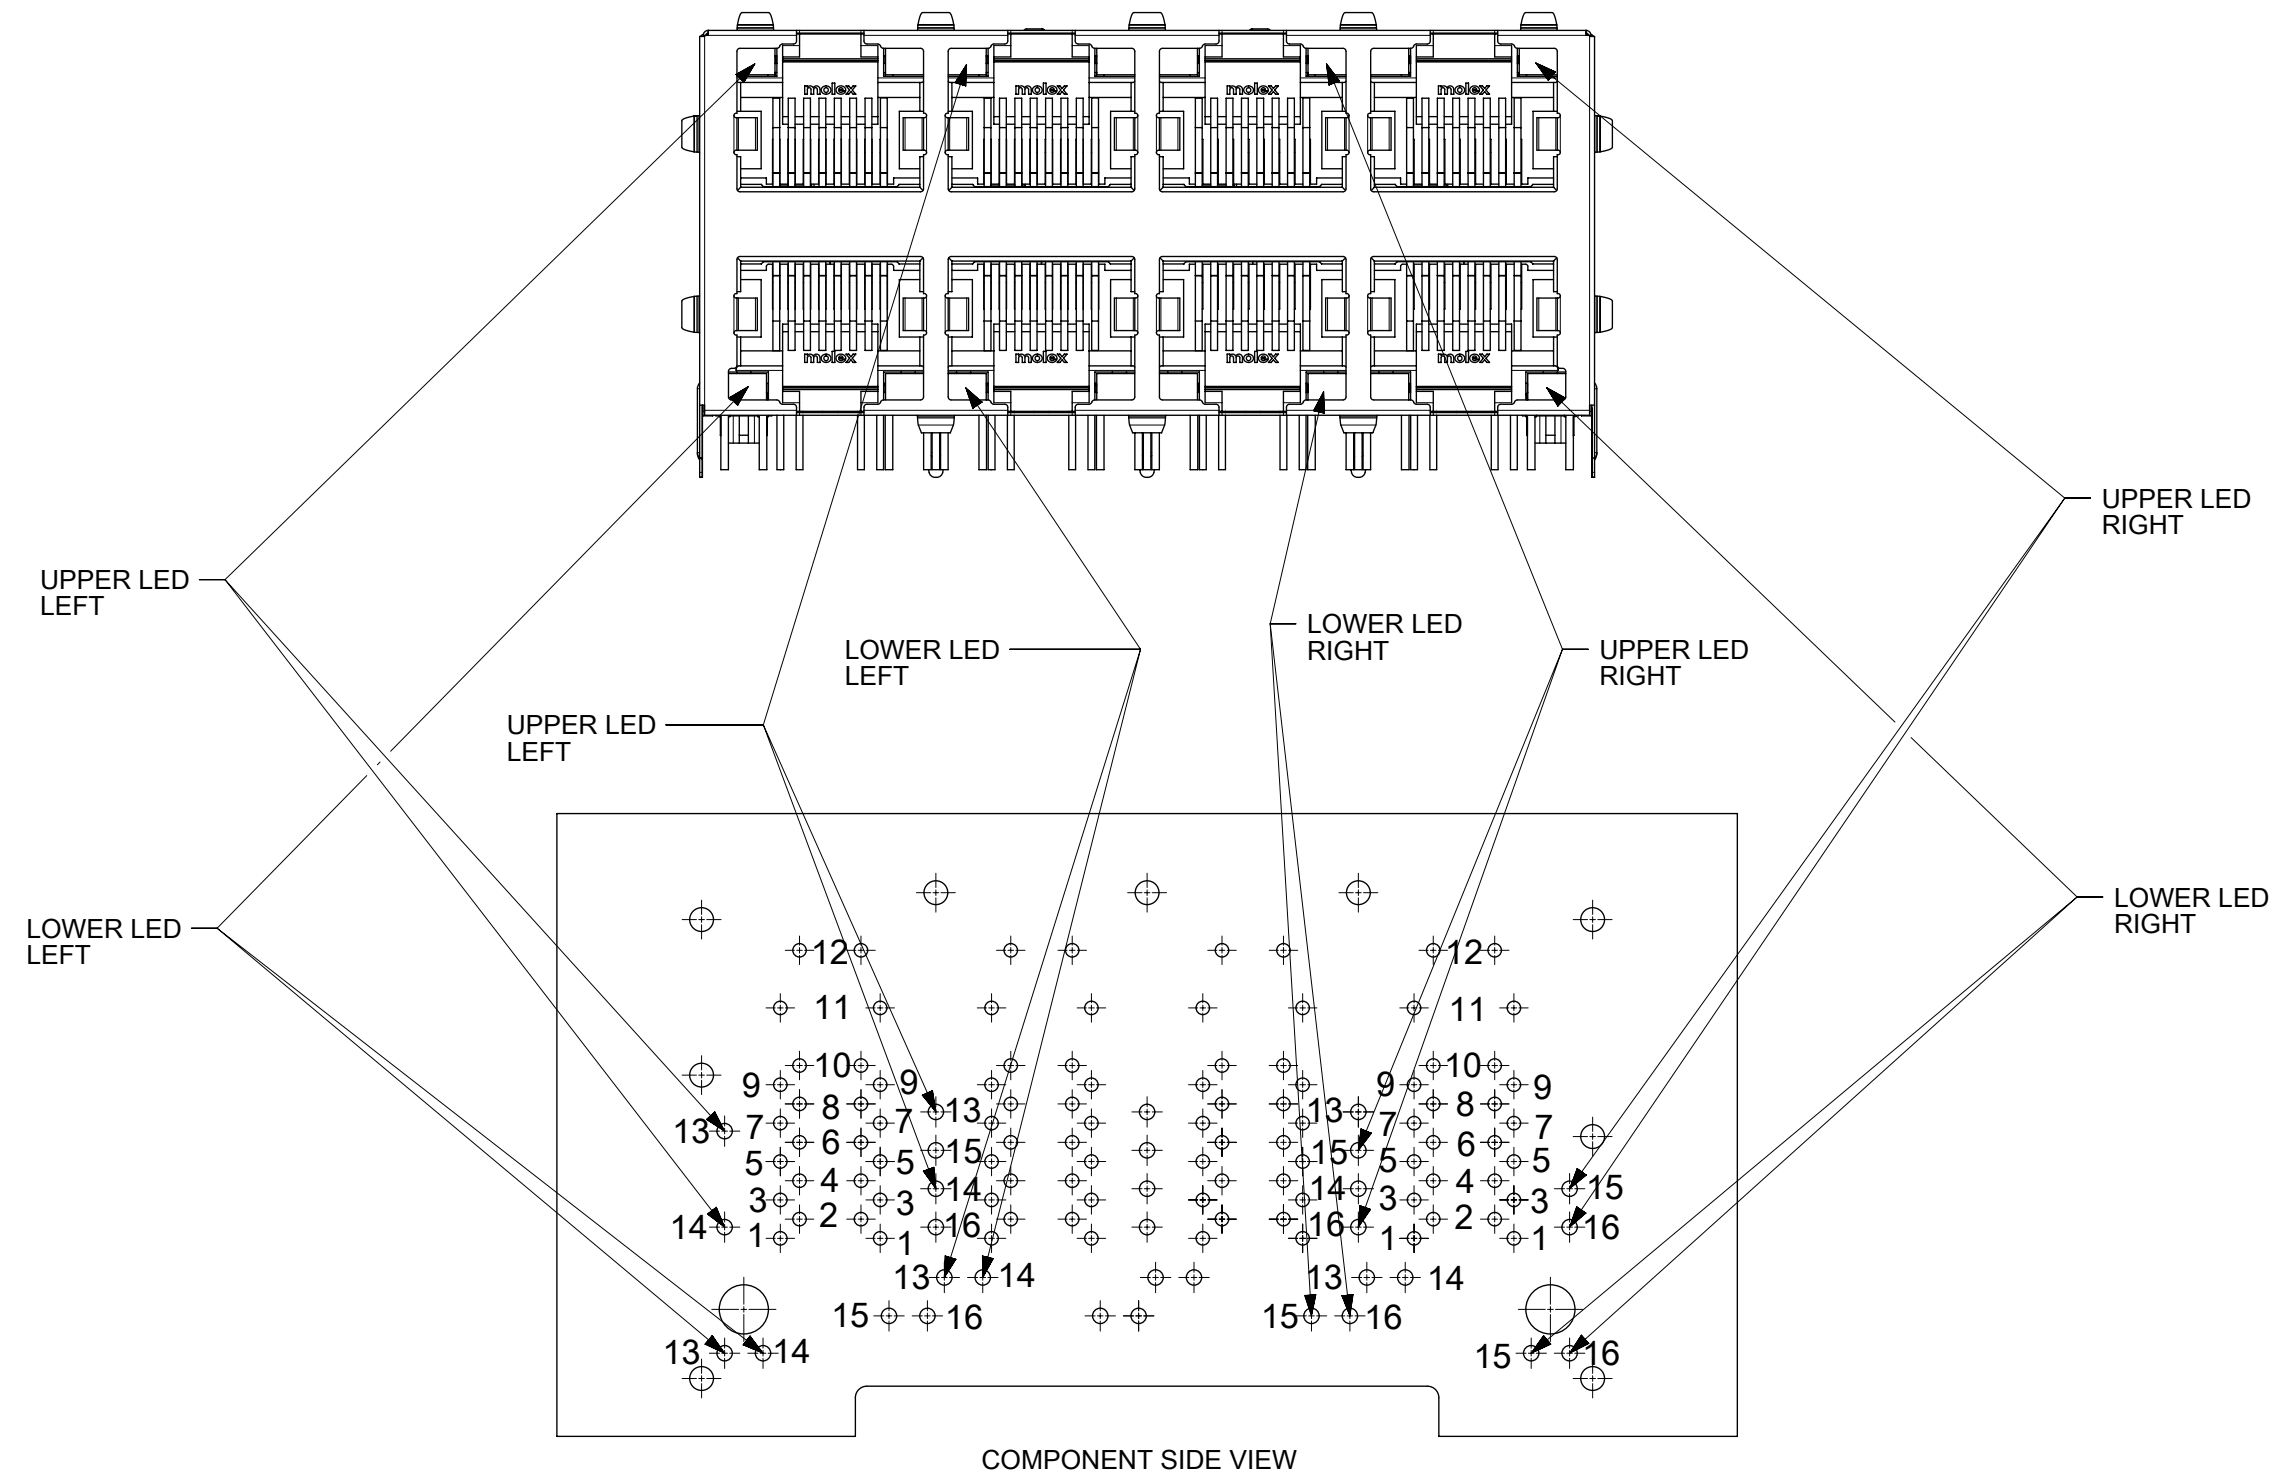 molex molex molex molex
molex molex molex molex
UPPER LED
RIGHT
UPPER LED
LEFT
LOWER LED
RIGHT
LOWER LED
LEFT
UPPER LED
RIGHT
UPPER LED
LEFT
LOWER LED
RIGHT
LOWER LED
LEFT
12 12
11 11
10 10
9 9 9 9
8 8
13 13
7 7 7 7
13
6 6
15 15
5 5 5 5
4 4
14 14 15
3 3 3 3
2 2
14 16 16 16
1 1 1 1
13 14 13 14
15 16 15 16
13 14 15 16
COMPONENT SIDE VIEW